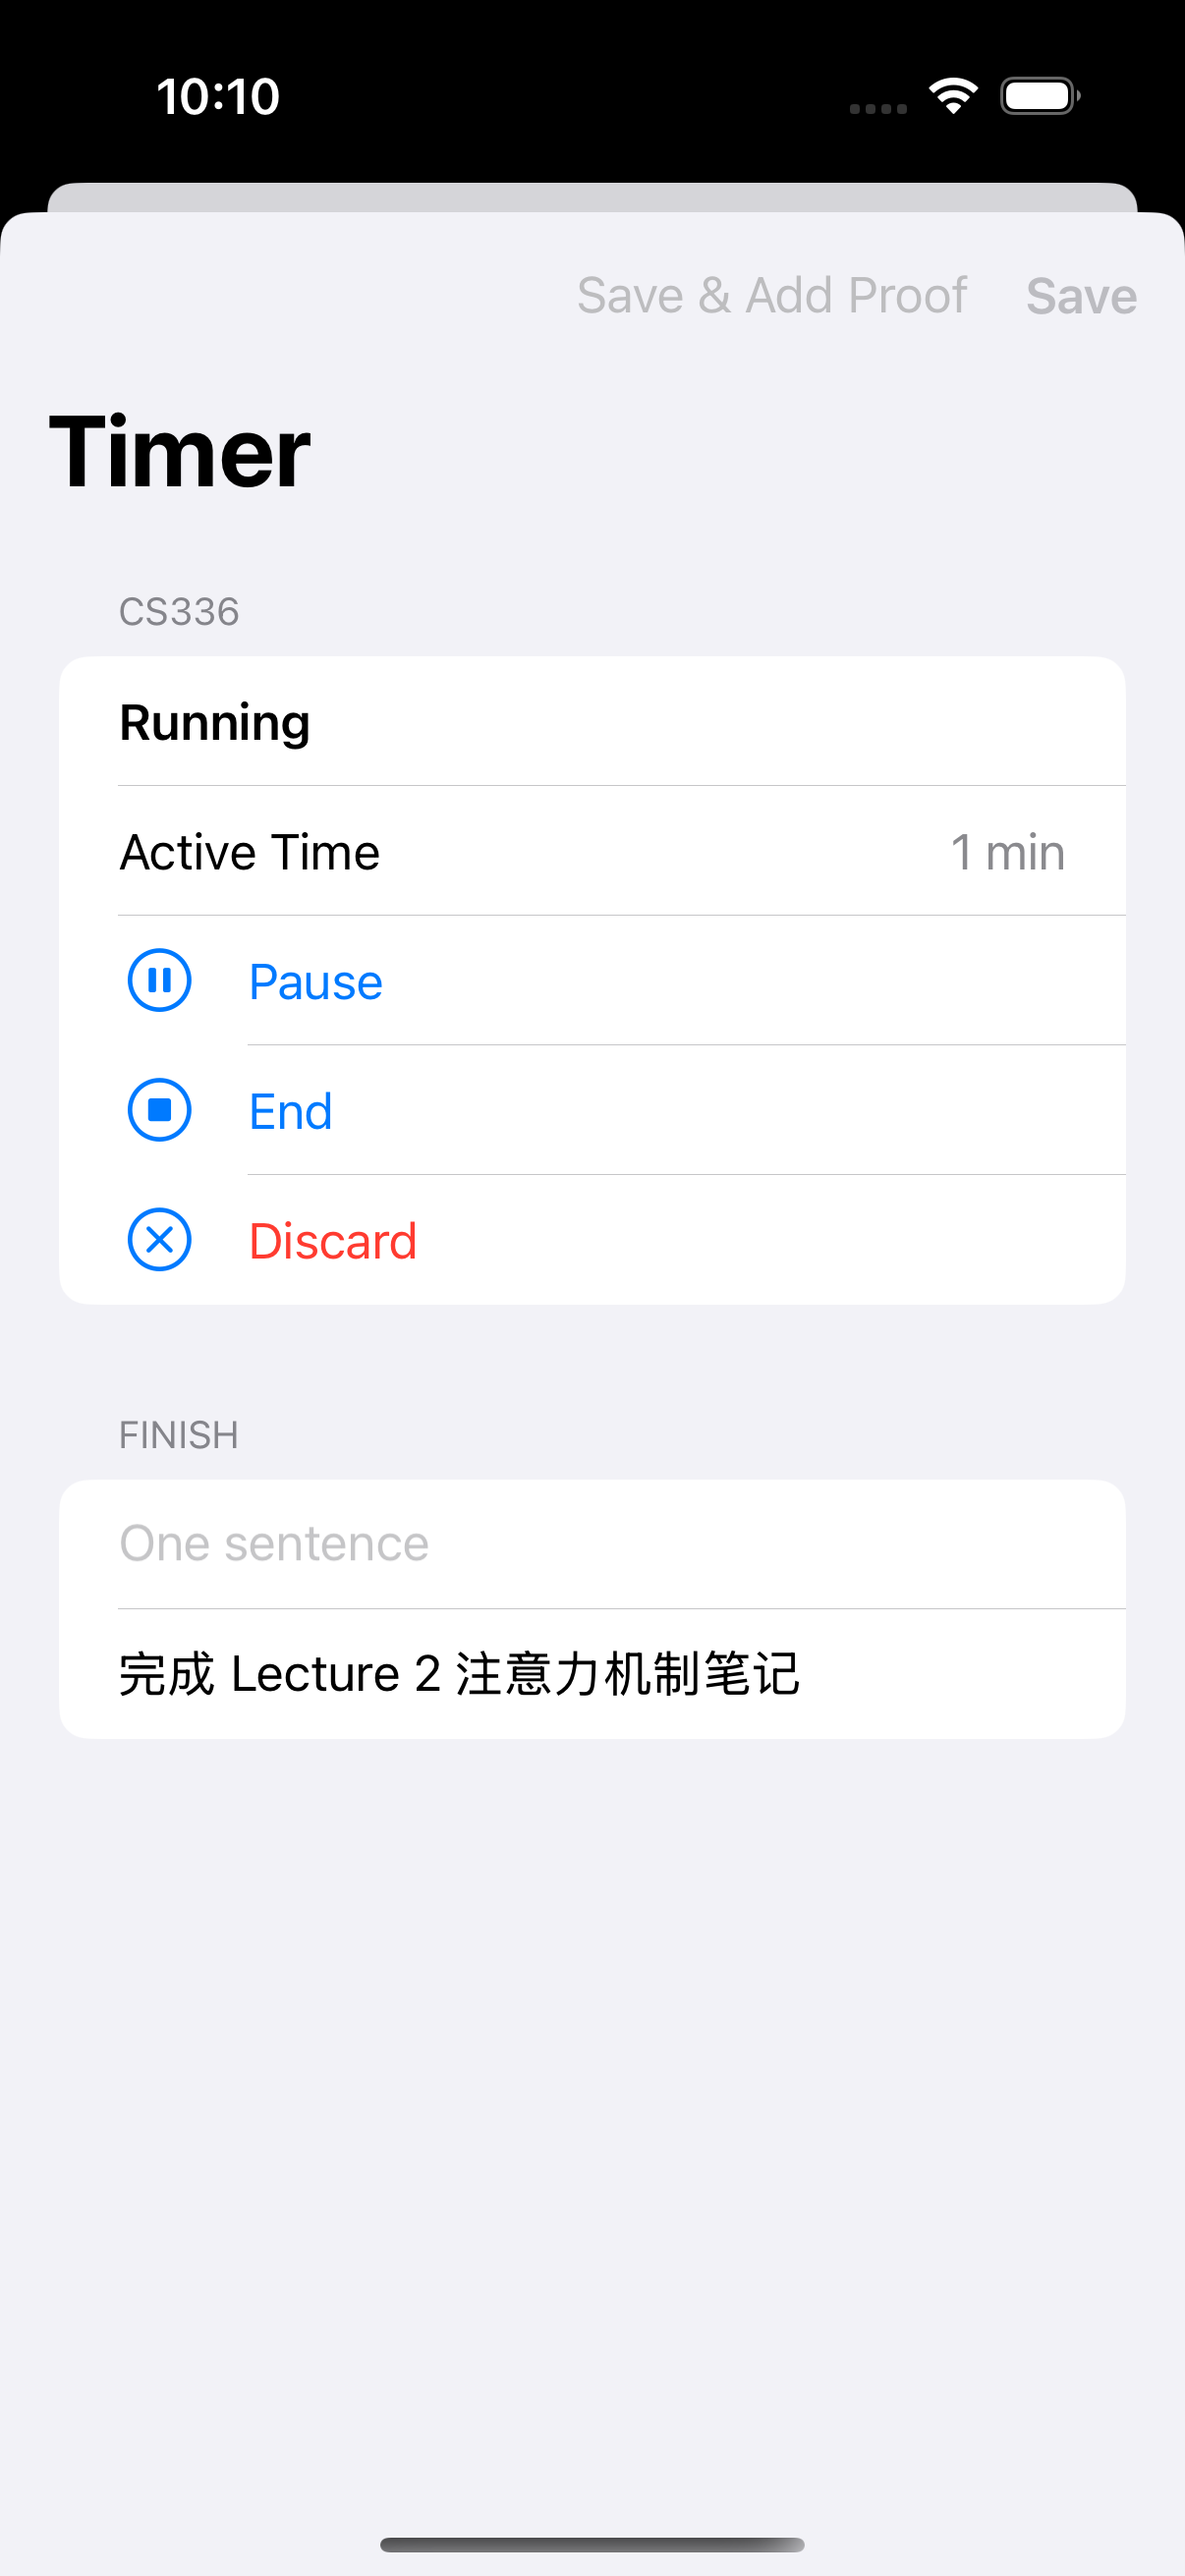 10:10
Save & Add Proof Save
Timer
CS336
Running
Active Time 1 min
Pause
End
Discard
FINISH
One sentence
完成 Lecture 2 注意力机制笔记